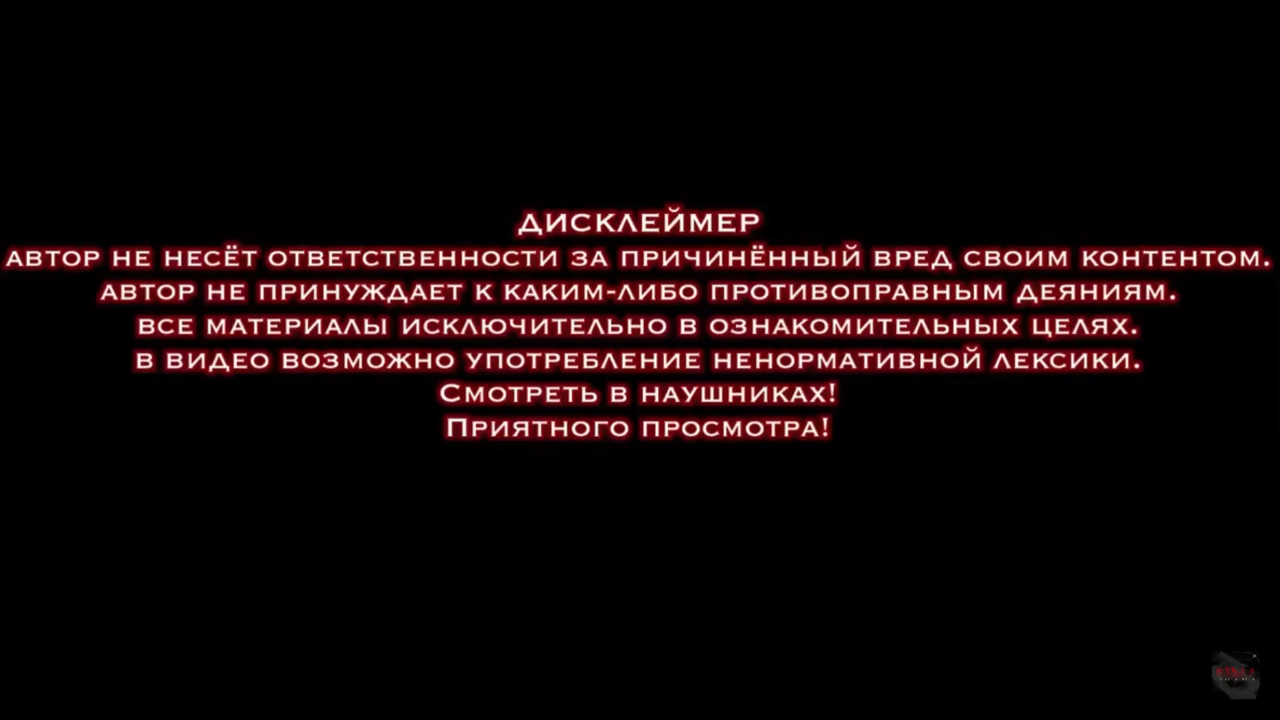 ДИСКЛЕЙМЕР
АВТОР НЕ НЕСЁТ ОТВЕТСТВЕННОСТИ ЗА ПРИЧИНЁННЫЙ ВРЕД СВОИМ КОНТЕНТОМ.
АВТОР НЕ ПРИНУЖДАЕТ К КАКИМ-ЛИБО ПРОТИВОПРАВНЫМ ДЕЯНИЯМ.
ВСЕ МАТЕРИАЛЫ ИСКЛЮЧИТЕЛЬНО В ОЗНАКОМИТЕЛЬНЫХ ЦЕЛЯХ.
В ВИДЕО ВОЗМОЖНО УПОТРЕБЛЕНИЕ НЕНОРМАТИВНОЙ ЛЕКСИКИ.
СМОТРЕТЬ В НАУШНИКАХ!
ПРИЯТНОГО ПРОСМОТРА!